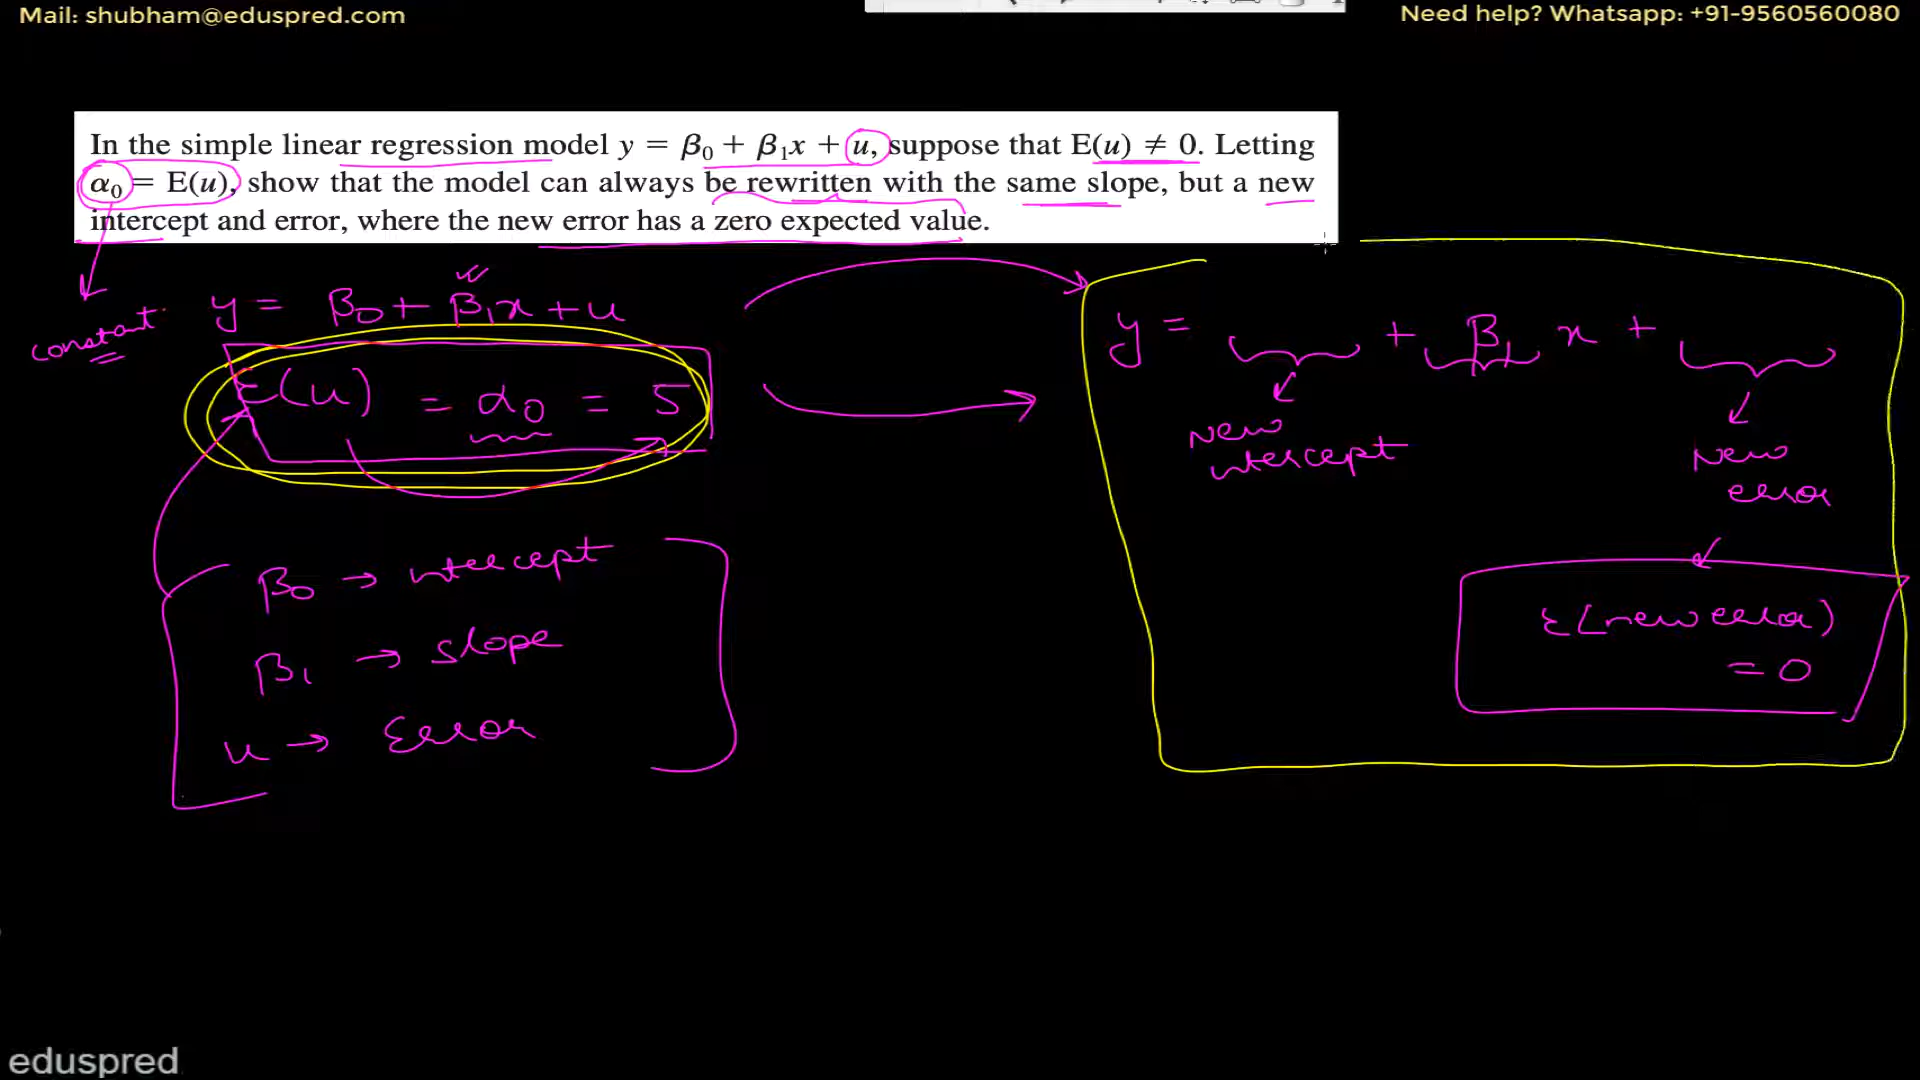 Mail: shubham@eduspred.com
Need help? Whatsapp: +91-9560560080
In the simple linear regression model y = β₀ + β₁x + u, suppose that E(u) ≠ 0. Letting
α₀ = E(u), show that the model can always be rewritten with the same slope, but a new
intercept and error, where the new error has a zero expected value.
constant
y = β₀ + β₁x + u
E(u) = α₀ = 5
β₀ → intercept
β₁ → slope
u → Error
y = + β₁ x +
New
intercept
New
error
E(new error)
= 0
eduspred